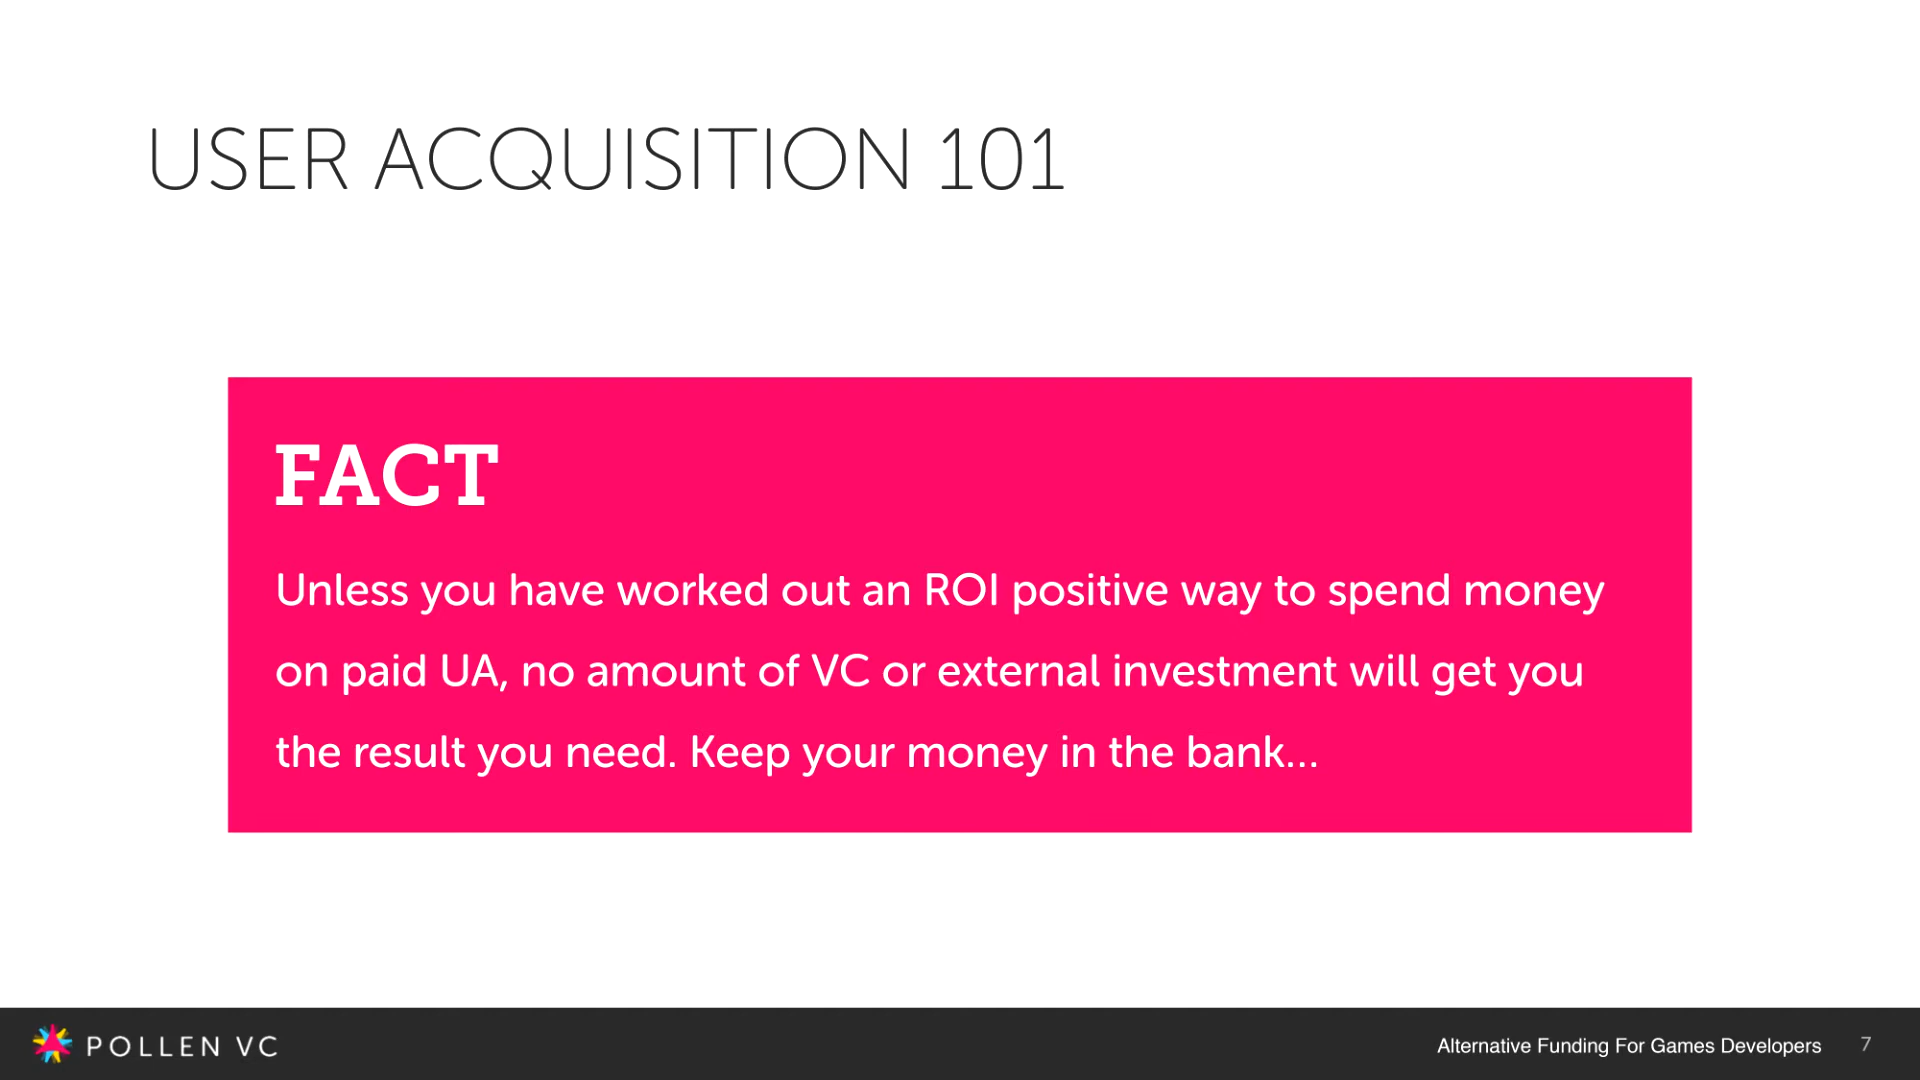 USER ACQUISITION 101
FACT
Unless you have worked out an ROI positive way to spend money
on paid UA, no amount of VC or external investment will get you
the result you need. Keep your money in the bank...
POLLEN VC
Alternative Funding For Games Developers 7